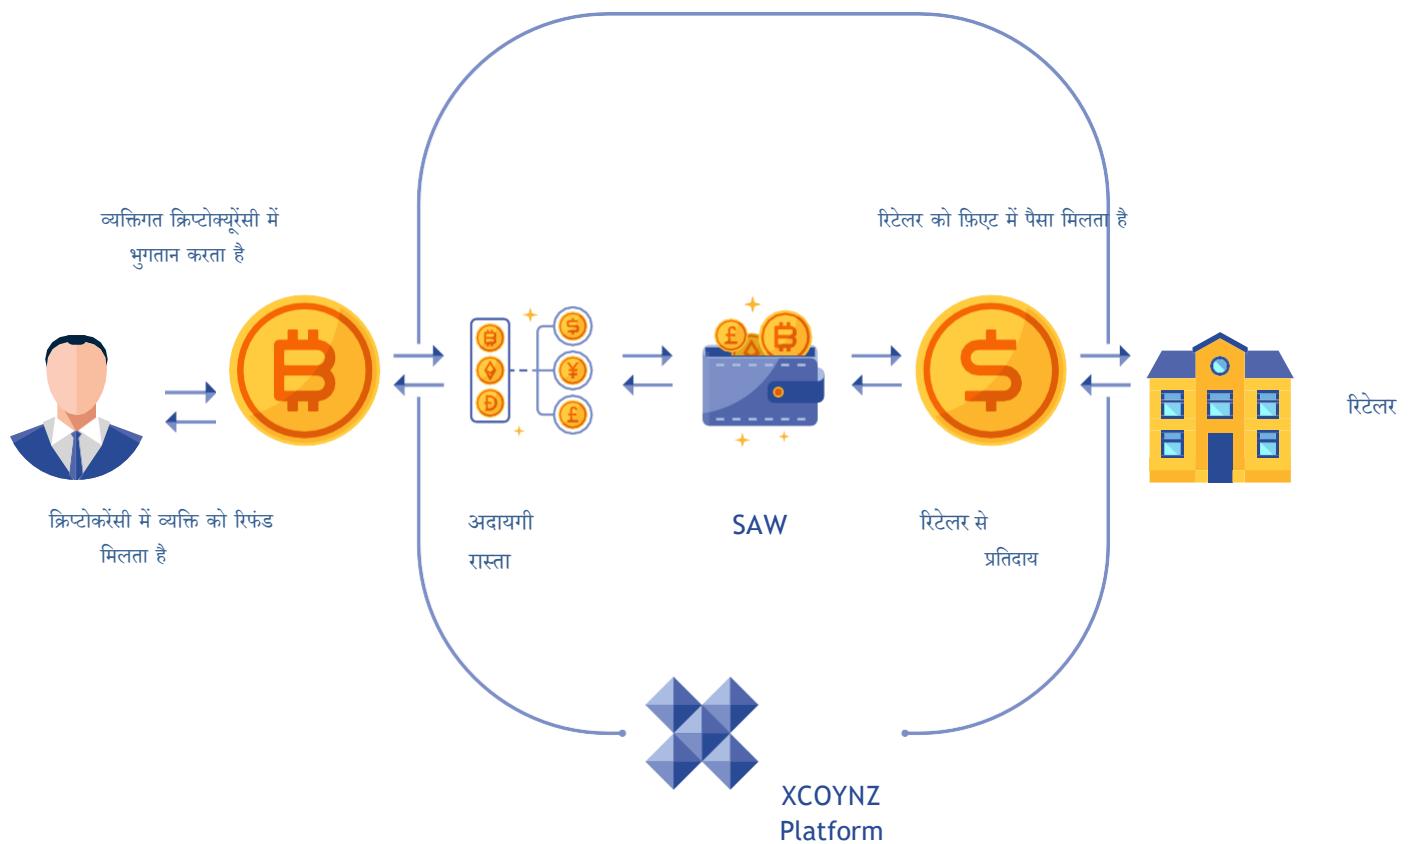 व्यक्तिगत क्रिप्टोक्यूरेंसी में
भुगतान करता है
रिटेलर को फ़िएट में पैसा मिलता है
रिटेलर
क्रिप्टोकरेंसी में व्यक्ति को रिफंड
मिलता है
अदायगी
रास्ता
SAW
रिटेलर से
प्रतिदाय
XCOYNZ
Platform